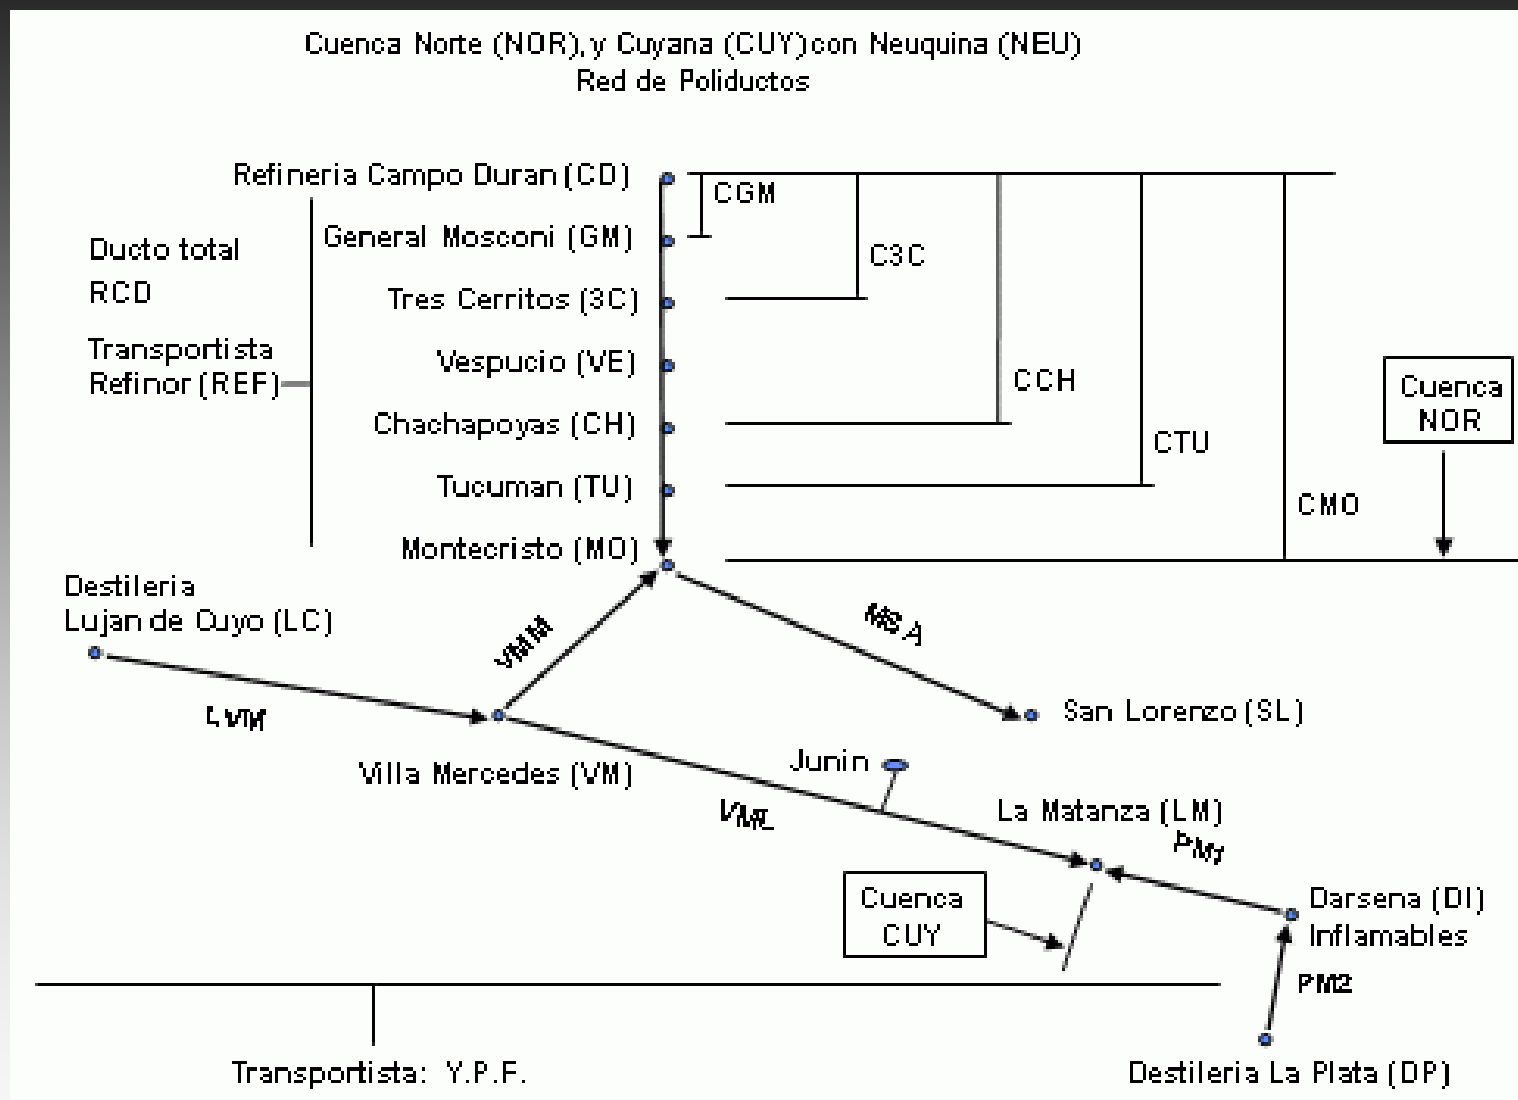 Cuenca Norte (NOR), y Cuyana (CUY) con Neuquina (NEU)
Red de Poliductos
Refineria Campo Duran (CD)
CGM
Ducto total
RCD
General Mosconi (GM)
C3C
Tres Cerritos (3C)
Transportista
Refinor (REF)
Vespucio (VE)
CCH
Cuenca
NOR
Chachapoyas (CH)
CTU
Tucuman (TU)
CMO
Montecristo (MO)
Destileria
Lujan de Cuyo (LC)
VMM
MSA
LVM
San Lorenzo (SL)
Villa Mercedes (VM)
Junin
VML
La Matanza (LM)
PM1
Cuenca
CUY
Darsena (DI)
Inflamables
PM2
Transportista: Y.P.F.
Destileria La Plata (DP)